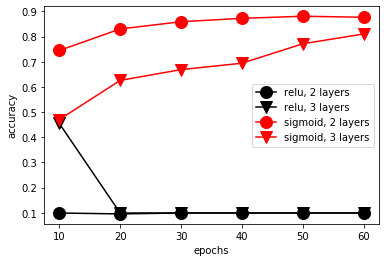 0.9
0.8
0.7
0.6
0.5
0.4
0.3
0.2
0.1
accuracy
relu, 2 layers
relu, 3 layers
sigmoid, 2 layers
sigmoid, 3 layers
10 20 30 40 50 60
epochs